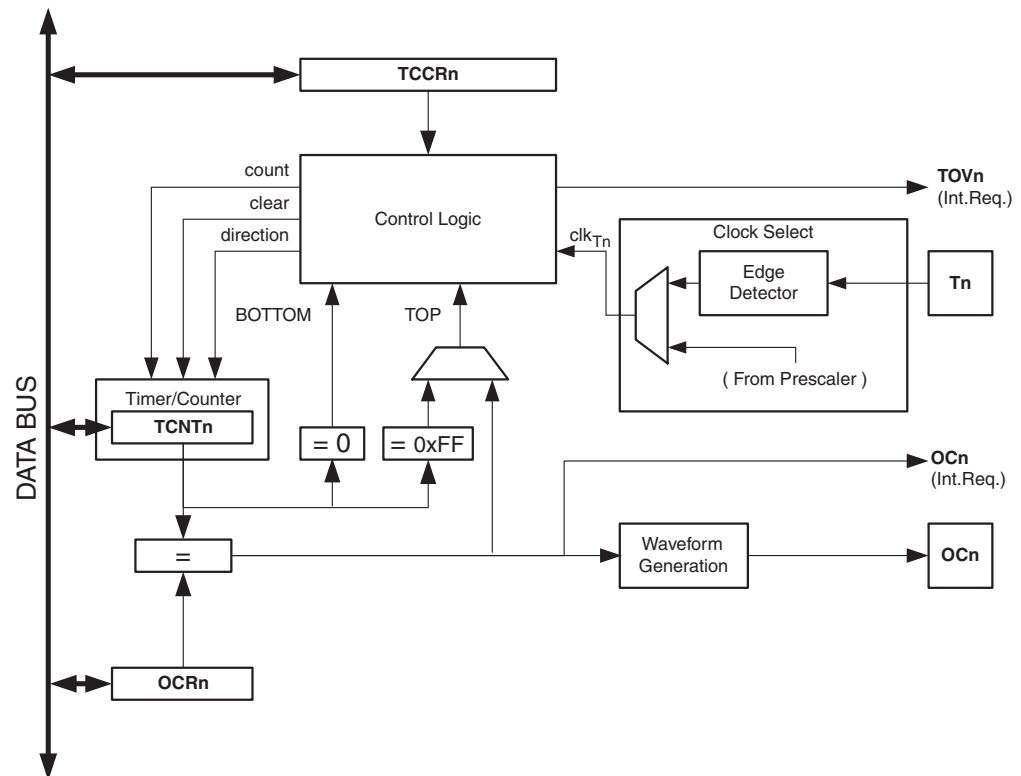 TCCRn
count
clear
direction
Control Logic
TOVn
(Int.Req.)
clkTn
Clock Select
Edge
Detector
Tn
( From Prescaler )
BOTTOM
TOP
DATA BUS
Timer/Counter
TCNTn
= 0
= 0xFF
OCn
(Int.Req.)
=
Waveform
Generation
OCn
OCRn